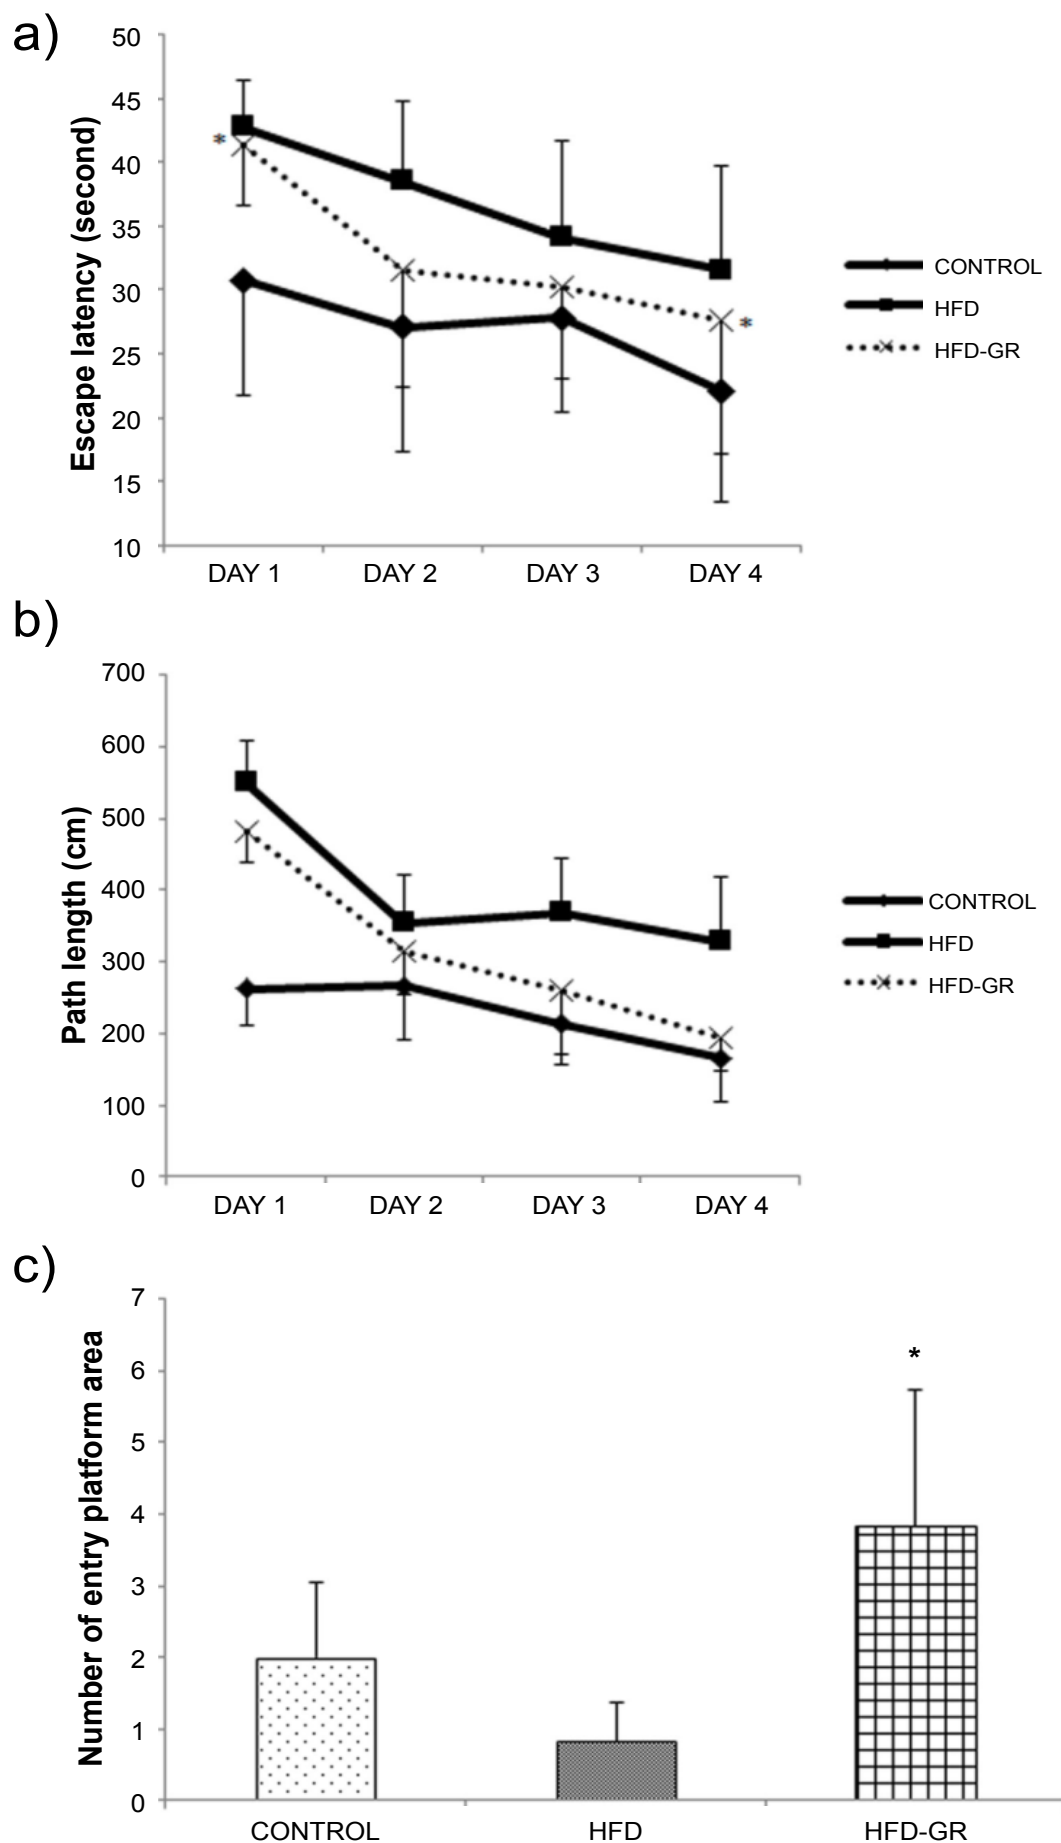 a)
Escape latency (second)
50
45
40
35
30
25
20
15
10
*
*
DAY 1 DAY 2 DAY 3 DAY 4
CONTROL
HFD
HFD-GR
b)
Path length (cm)
700
600
500
400
300
200
100
0
DAY 1 DAY 2 DAY 3 DAY 4
CONTROL
HFD
HFD-GR
c)
Number of entry platform area
7
6
5
4
3
2
1
0
*
CONTROL HFD HFD-GR